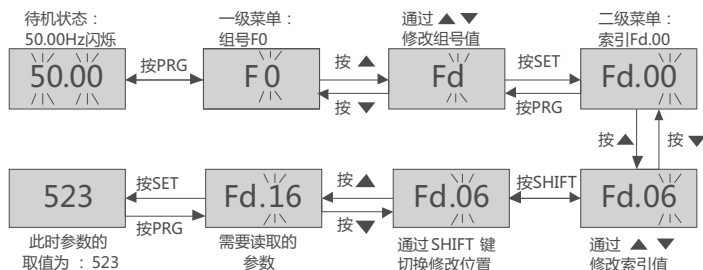 待机状态：
50.00Hz闪烁
一级菜单：
组号F0
通过 ▲ ▼
修改组号值
二级菜单：
索引Fd.00
50.00
按PRG
F0
按 ▲
按 ▼
Fd
按SET
按PRG
Fd.00
按▲
按 ▼
523
按SET
按PRG
Fd.16
按▲
按▼
Fd.06
按SHIFT
Fd.06
此时参数的
取值为 ：523
需要读取的
参数
通过 SHIFT 键
切换修改位置
通过 ▲ ▼
修改索引值